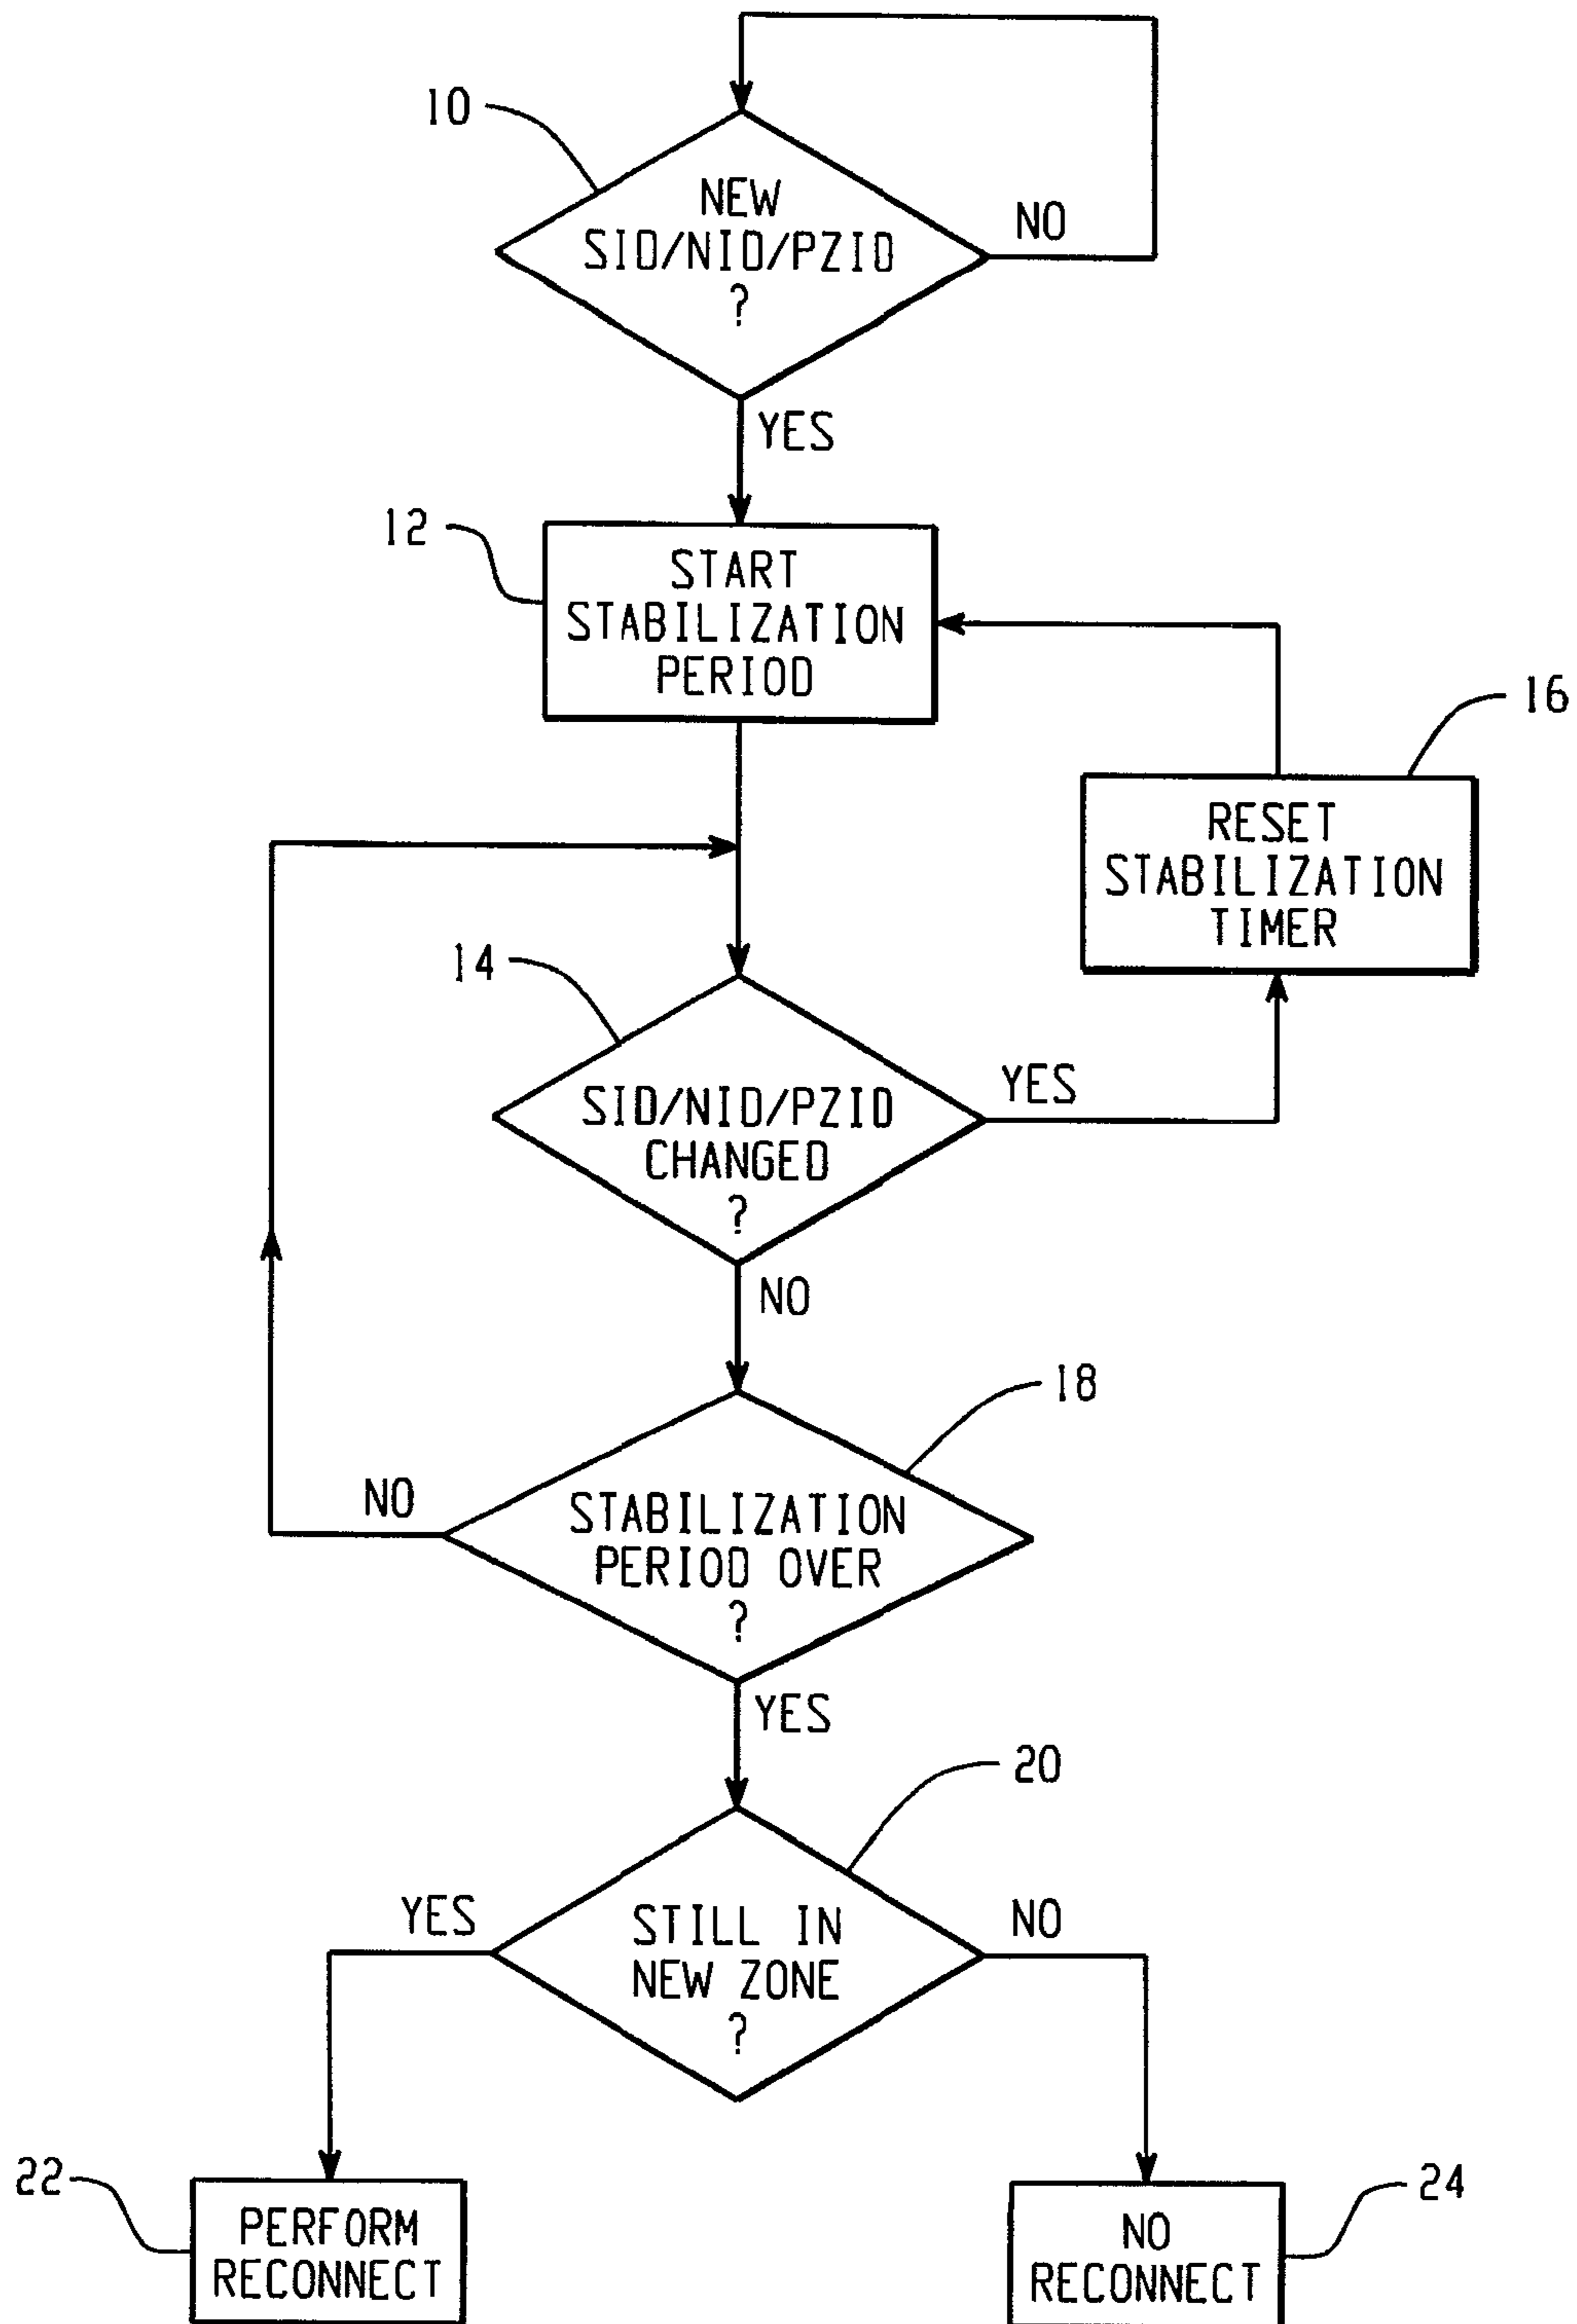 10
NEW
SID/NID/PZID
?
NO
YES
12
START
STABILIZATION
PERIOD
16
RESET
STABILIZATION
TIMER
14
SID/NID/PZID
CHANGED
?
YES
NO
18
STABILIZATION
PERIOD OVER
?
NO
YES
20
STILL IN
NEW ZONE
?
YES
NO
22
PERFORM
RECONNECT
24
NO
RECONNECT